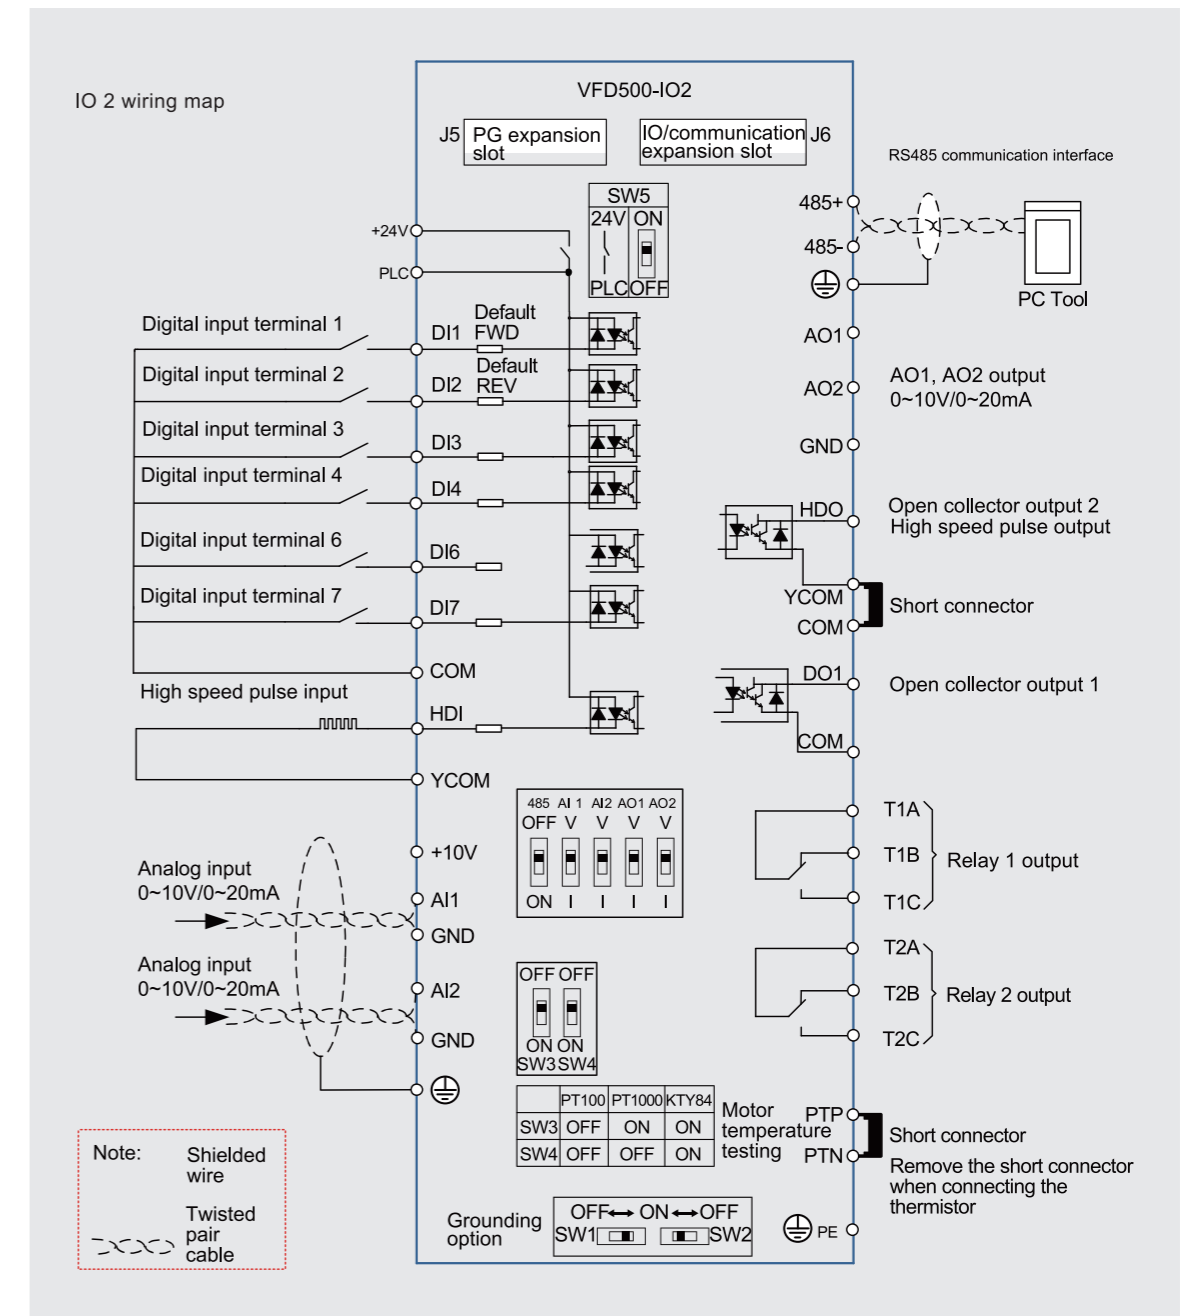 IO 2 wiring map
VFD500-IO2
J5
PG expansion
slot
IO/communication
expansion slot
J6
RS485 communication interface
SW5
24V ON
PLC OFF
+24V
PLC
485+
485-
PC Tool
Digital input terminal 1
DI1
Default
FWD
Digital input terminal 2
DI2
Default
REV
Digital input terminal 3
DI3
Digital input terminal 4
DI4
Digital input terminal 6
DI6
Digital input terminal 7
DI7
COM
High speed pulse input
HDI
YCOM
AO1
AO2
AO1, AO2 output
0~10V/0~20mA
GND
HDO
Open collector output 2
High speed pulse output
YCOM
COM
Short connector
DO1
Open collector output 1
COM
485 AI 1 AI2 AO1 AO2
OFF V V V V
ON I I I I
T1A
T1B
T1C
Relay 1 output
+10V
Analog input
0~10V/0~20mA
AI1
GND
Analog input
0~10V/0~20mA
AI2
GND
OFF OFF
ON ON
SW3 SW4
T2A
T2B
T2C
Relay 2 output
PT100 PT1000 KTY84
SW3 OFF ON ON
SW4 OFF OFF ON
Motor
temperature
testing
PTP
PTN
Short connector
Remove the short connector
when connecting the
thermistor
Grounding
option
OFF ON OFF
SW1 SW2
PE
Note:
Shielded
wire
Twisted
pair
cable